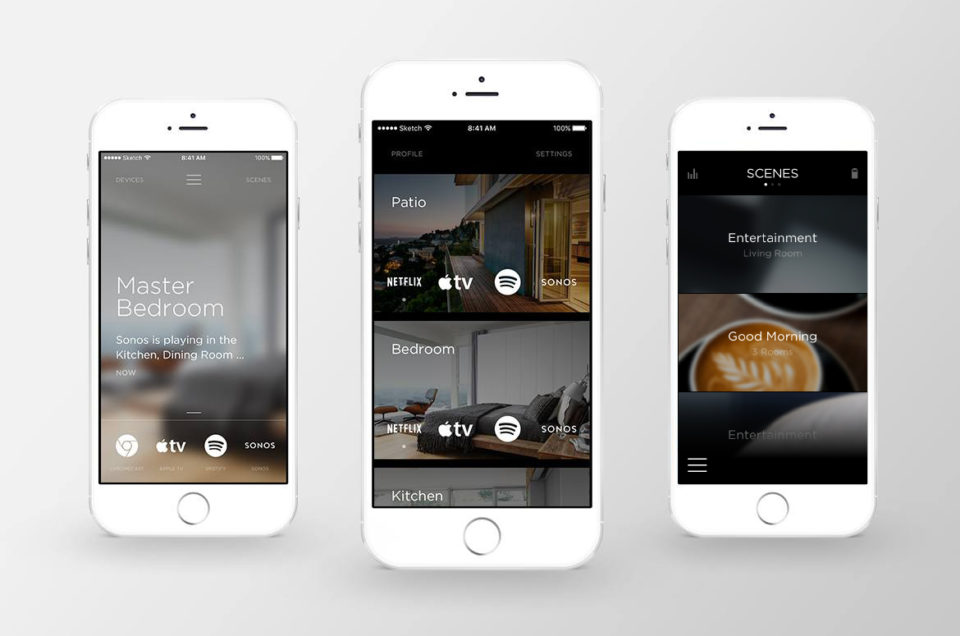 Sketch 8:41 AM 100%
DEVICES SCENES
Master
Bedroom
Sonos is playing in the
Kitchen, Dining Room ...
NOW
tv SONOS
CHROMECAST APPLE TV SPOTIFY SONOS
Sketch 8:41 AM 100%
PROFILE SETTINGS
Patio
NETFLIX tv SONOS
Bedroom
NETFLIX tv SONOS
Kitchen
SCENES
Entertainment
Living Room
Good Morning
3 Rooms
Entertainment